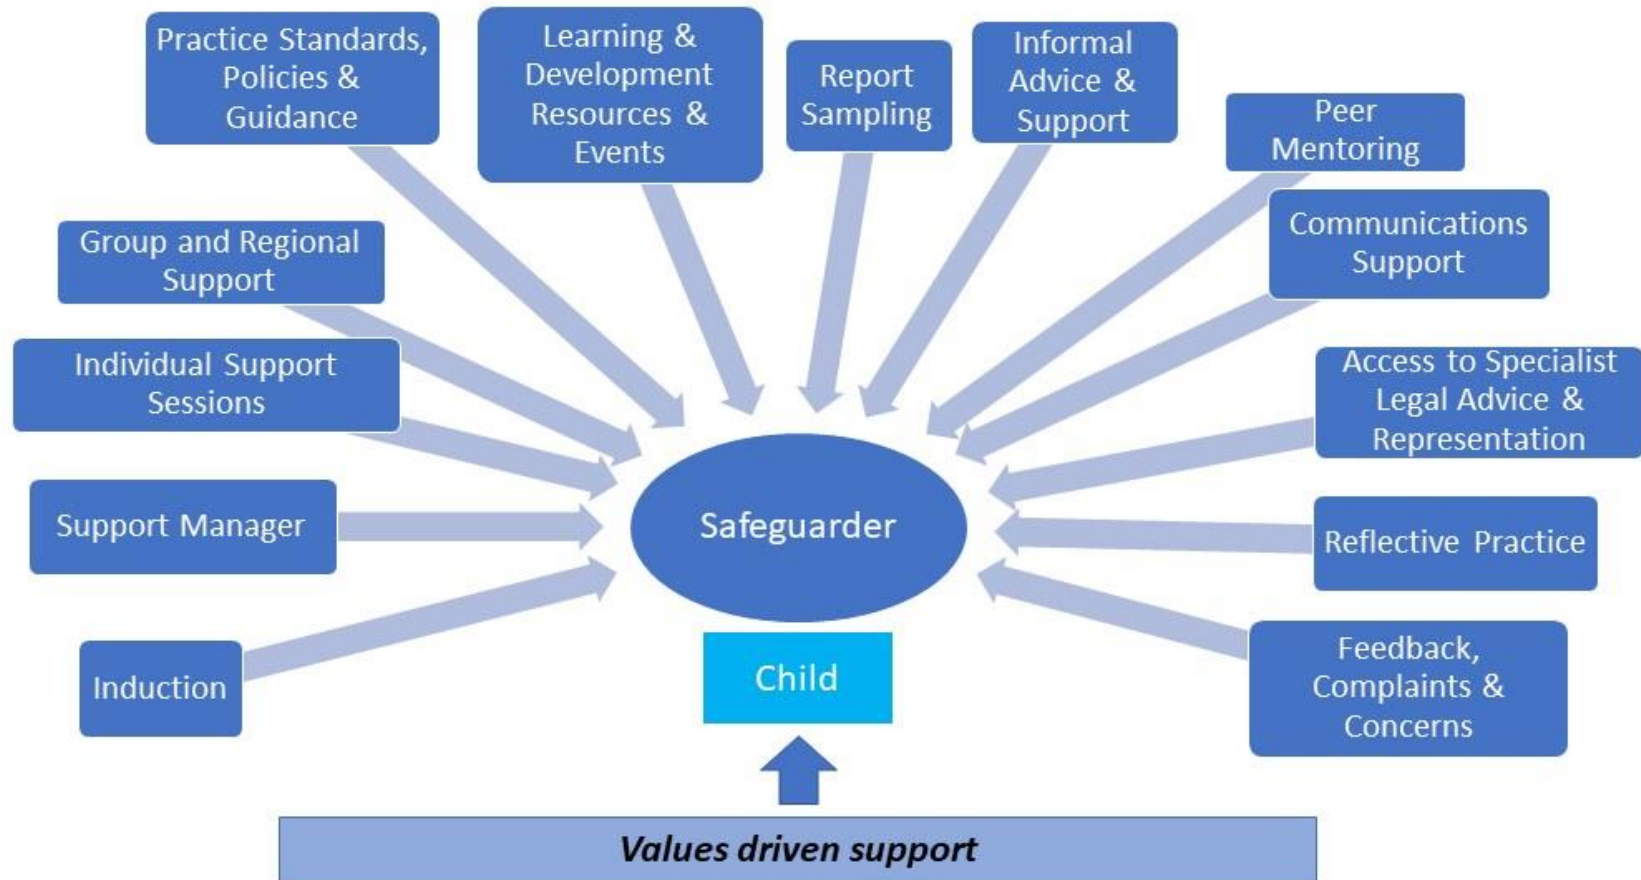 Practice Standards,
Policies &
Guidance
Learning &
Development
Resources &
Events
Report
Sampling
Informal
Advice &
Support
Peer
Mentoring
Communications
Support
Group and Regional
Support
Individual Support
Sessions
Access to Specialist
Legal Advice &
Representation
Support Manager
Safeguarder
Reflective Practice
Induction
Child
Feedback,
Complaints &
Concerns
Values driven support